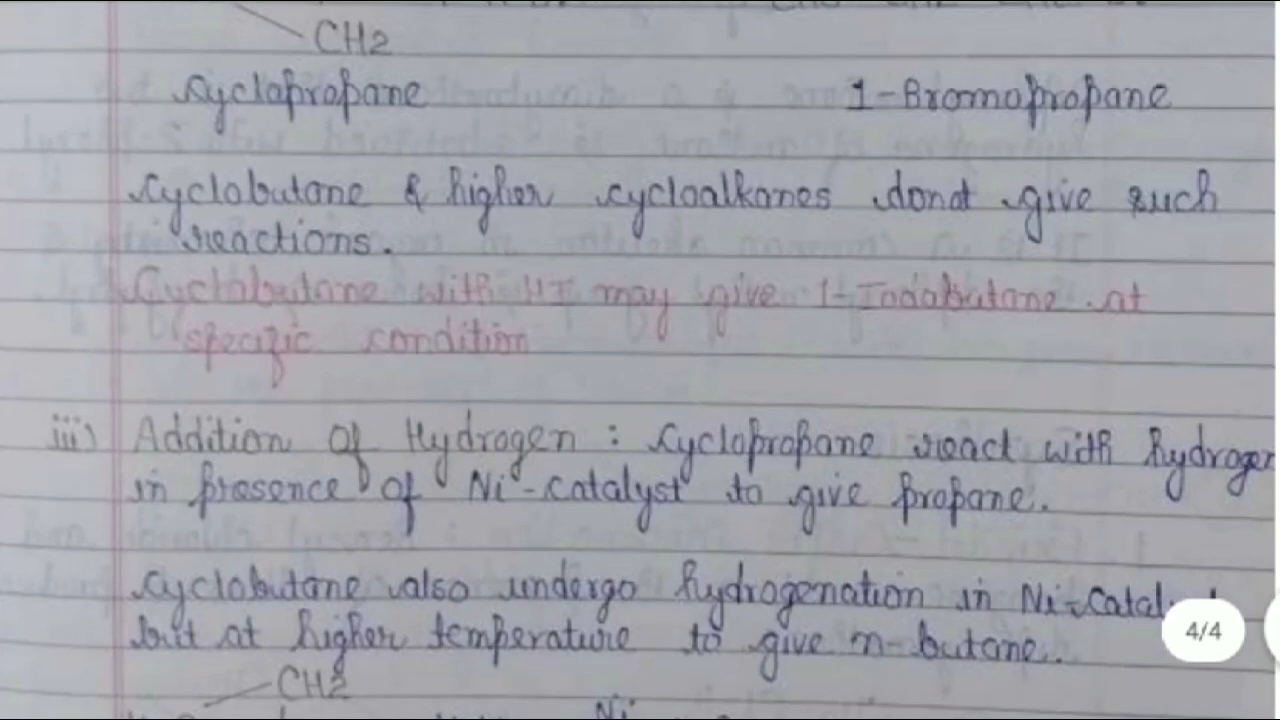 CH2
cyclopropane 1-Bromopropane
cyclobutane & higher cycloalkanes donot give such
reactions.
Cyclobutane with HI may give 1-Iodobutane at
specific condition
iii) Addition of Hydrogen : cyclopropane react with hydrogen
in presence of Ni-catalyst to give propane.
cyclobutane also undergo hydrogenation in Ni-catal
but at higher temperature to give n-butane.
4/4
CH2
Ni